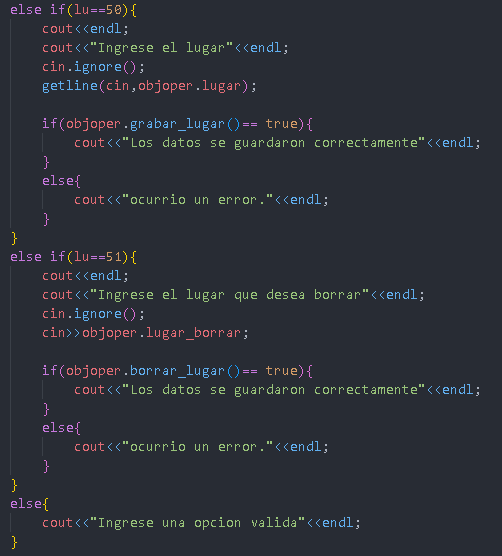 else if(lu==50){
    cout<<endl;
    cout<<"Ingrese el lugar"<<endl;
    cin.ignore();
    getline(cin,objoper.lugar);

    if(objoper.grabar_lugar()== true){
        cout<<"Los datos se guardaron correctamente"<<endl;
    }
    else{
        cout<<"ocurrio un error."<<endl;
    }
}
else if(lu==51){
    cout<<endl;
    cout<<"Ingrese el lugar que desea borrar"<<endl;
    cin.ignore();
    cin>>objoper.lugar_borrar;

    if(objoper.borrar_lugar()== true){
        cout<<"Los datos se guardaron correctamente"<<endl;
    }
    else{
        cout<<"ocurrio un error."<<endl;
    }
}
else{
    cout<<"Ingrese una opcion valida"<<endl;
}